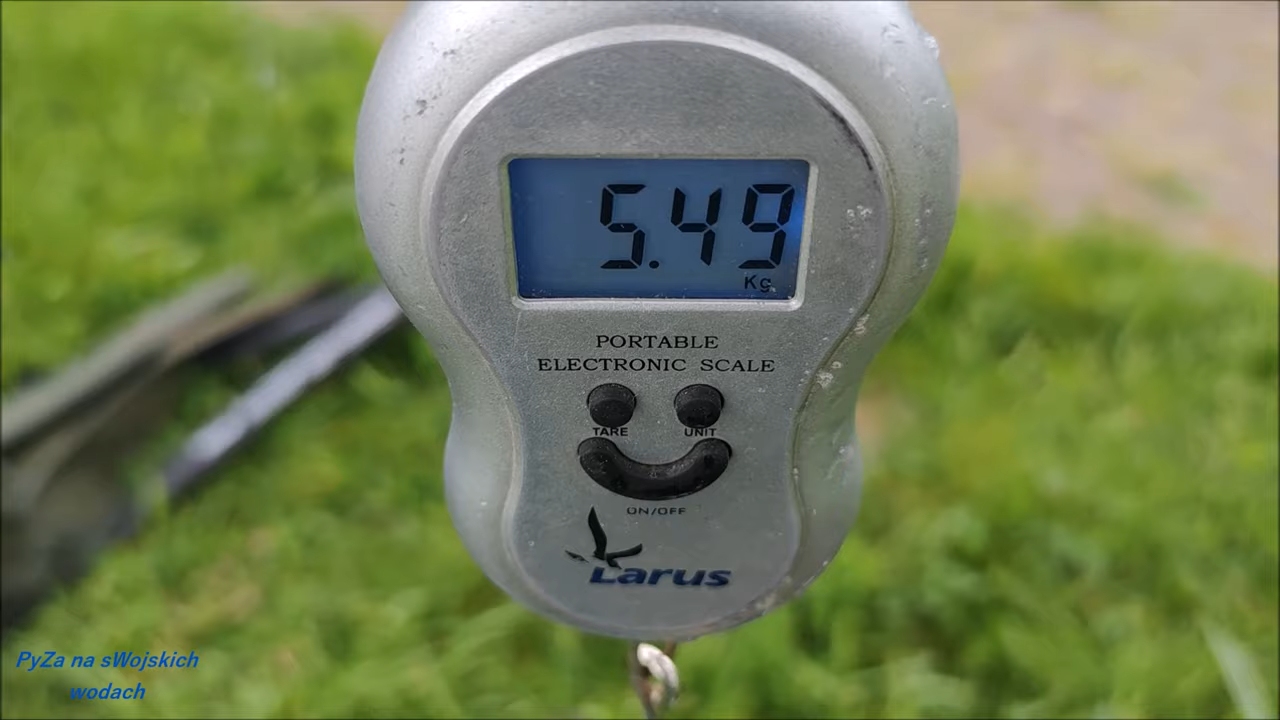 5.49
Kg
PORTABLE
ELECTRONIC SCALE
TARE UNIT
ON/OFF
Larus
PyZa na sWojskich
wodach